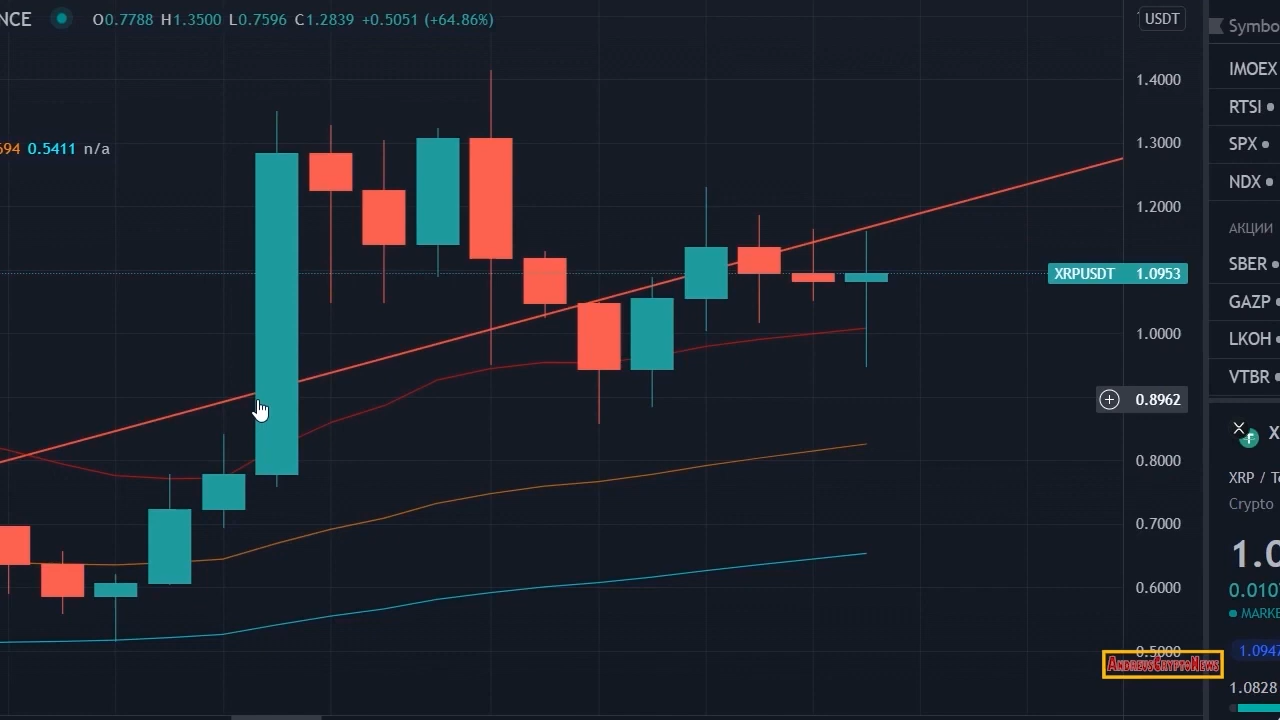 NCE O0.7788 H1.3500 L0.7596 C1.2839 +0.5051 (+64.86%)
694 0.5411 n/a
USDT
1.4000
1.3000
1.2000
XRPUSDT 1.0953
1.0000
0.8962
0.8000
0.7000
0.6000
0.5000
ANDREVSCRYPTONEWS
Symbo
IMOEX
RTSI
SPX
NDX
АКЦИИ
SBER
GAZP
LKOH
VTBR
X
XRP / Te
Crypto
1.0
0.010
MARKE
1.0947
1.0828